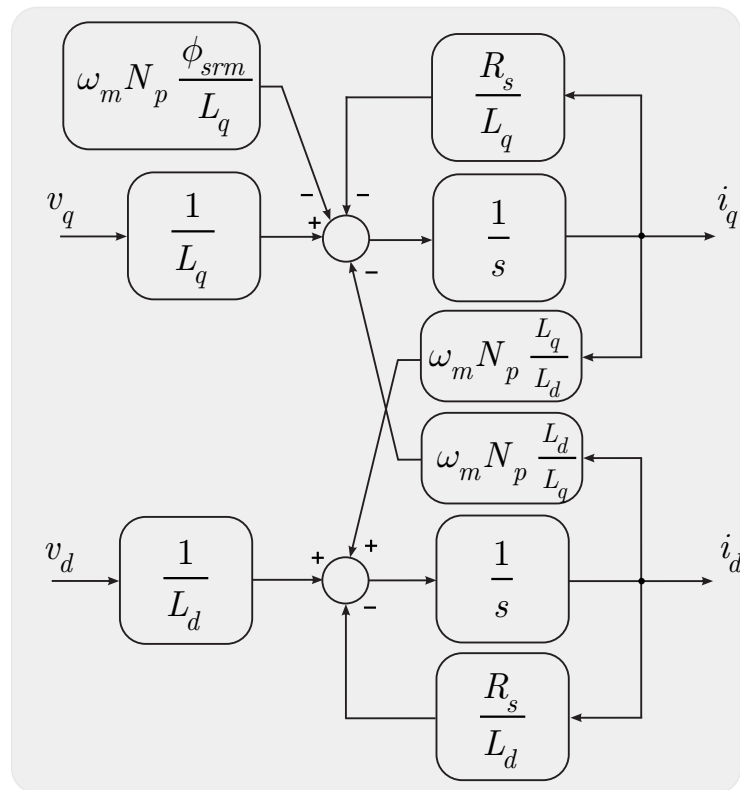 ω_m N_p ϕ_srm / L_q
R_s / L_q
− −
v_q
1 / L_q
+
1 / s
i_q
−
ω_m N_p L_q / L_d
ω_m N_p L_d / L_q
v_d
1 / L_d
+ +
1 / s
i_d
−
R_s / L_d